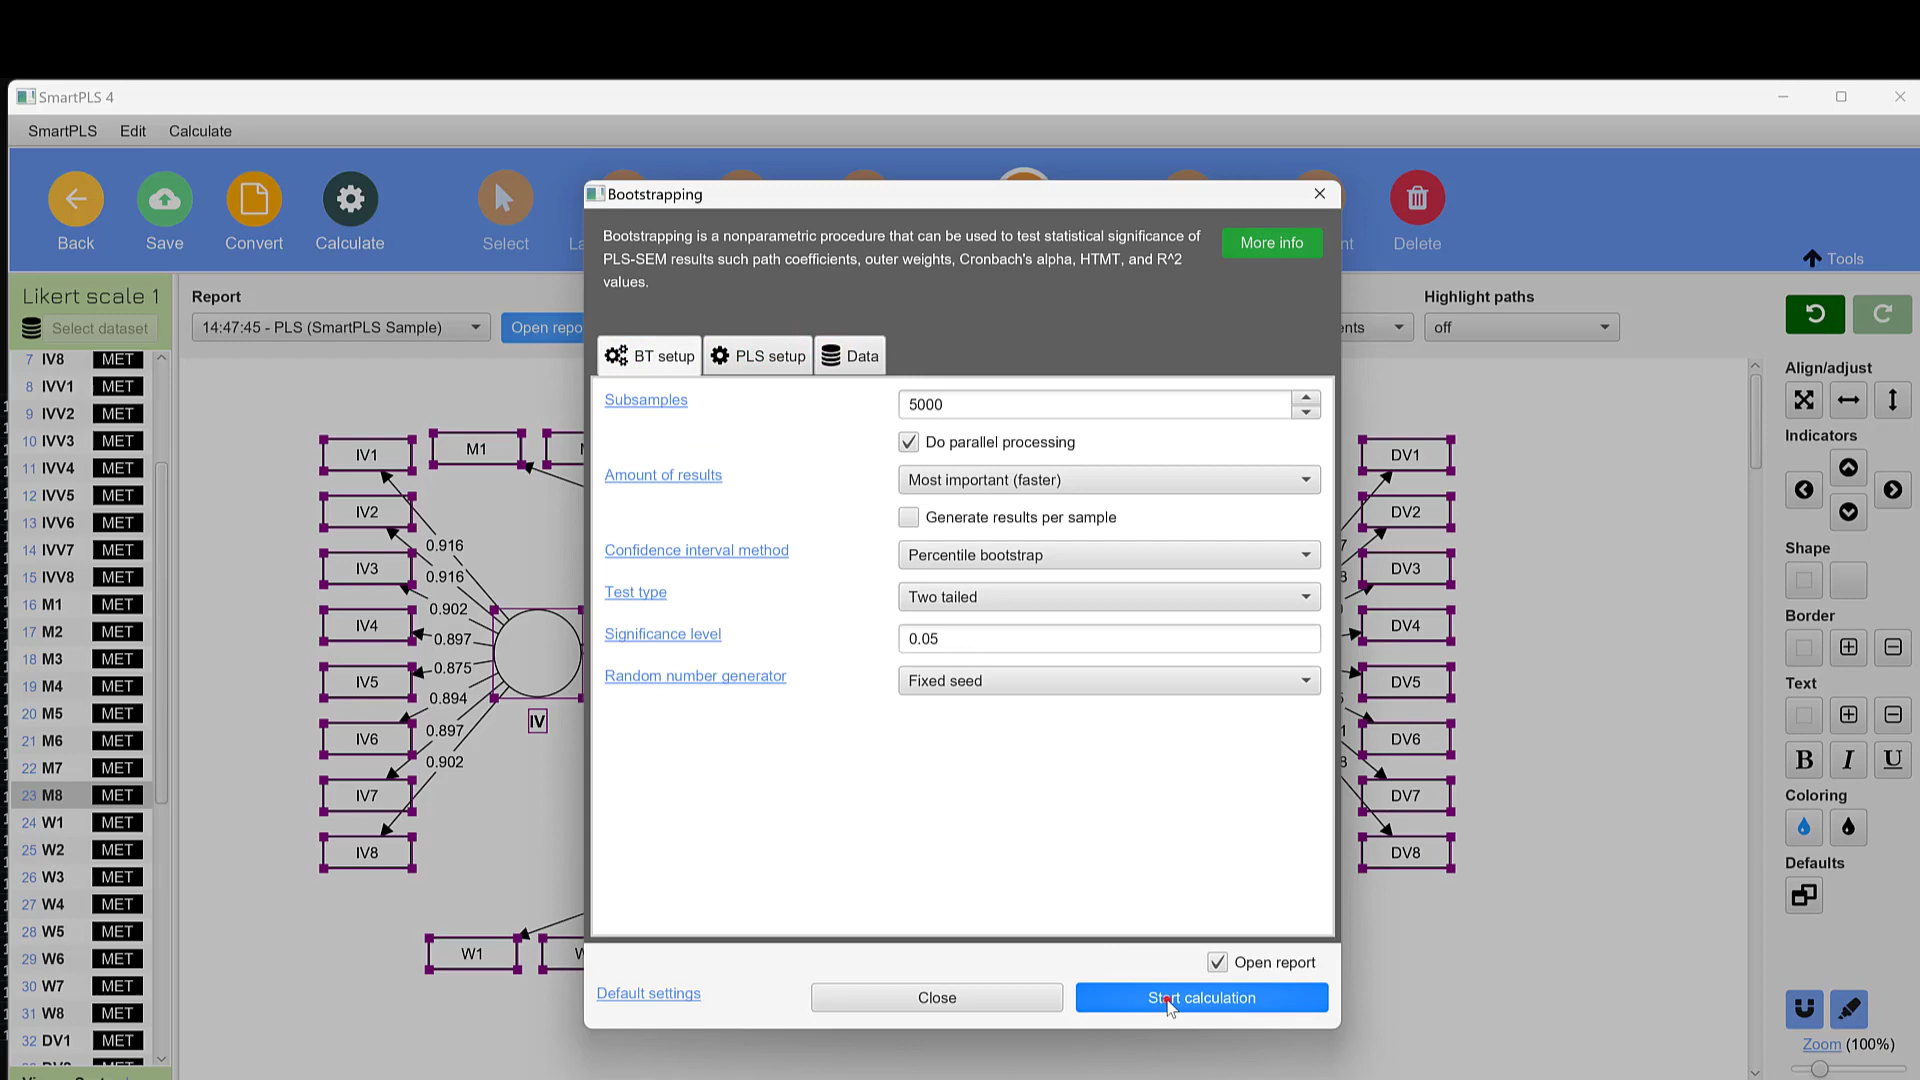 SmartPLS 4
SmartPLS Edit Calculate
Back Save Convert Calculate Select Delete
Tools
Bootstrapping
Bootstrapping is a nonparametric procedure that can be used to test statistical significance of
PLS-SEM results such path coefficients, outer weights, Cronbach's alpha, HTMT, and R^2
values.
More info
BT setup PLS setup Data
Subsamples 5000
Do parallel processing
Amount of results Most important (faster)
Generate results per sample
Confidence interval method Percentile bootstrap
Test type Two tailed
Significance level 0.05
Random number generator Fixed seed
Open report
Default settings Close Start calculation
Likert scale 1
Select dataset
7 IV8 MET
8 IVV1 MET
9 IVV2 MET
10 IVV3 MET
11 IVV4 MET
12 IVV5 MET
13 IVV6 MET
14 IVV7 MET
15 IVV8 MET
16 M1 MET
17 M2 MET
18 M3 MET
19 M4 MET
20 M5 MET
21 M6 MET
22 M7 MET
23 M8 MET
24 W1 MET
25 W2 MET
26 W3 MET
27 W4 MET
28 W5 MET
29 W6 MET
30 W7 MET
31 W8 MET
32 DV1 MET
Report
14:47:45 - PLS (SmartPLS Sample)
Open repo
Highlight paths
off
IV1
IV2
IV3
IV4
IV5
IV6
IV7
IV8
M1
0.916
0.916
0.902
0.897
0.875
0.894
0.897
0.902
IV
W1
DV1
DV2
DV3
DV4
DV5
DV6
DV7
DV8
Align/adjust
Indicators
Shape
Border
Text
B I U
Coloring
Defaults
Zoom (100%)